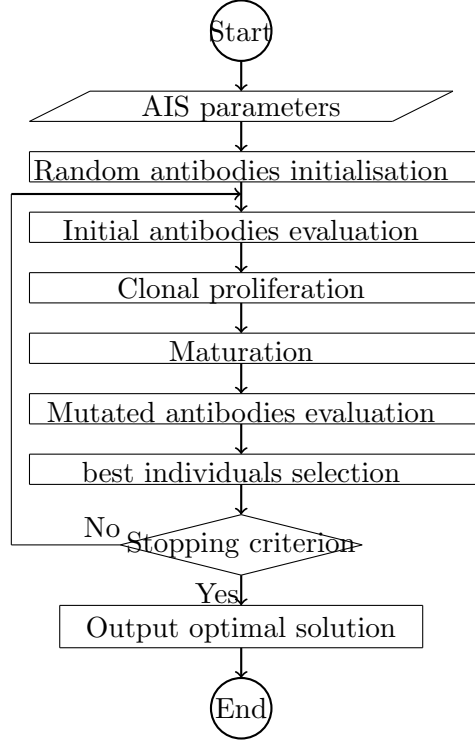 Start
AIS parameters
Random antibodies initialisation
Initial antibodies evaluation
Clonal proliferation
Maturation
Mutated antibodies evaluation
best individuals selection
No
Stopping criterion
Yes
Output optimal solution
End